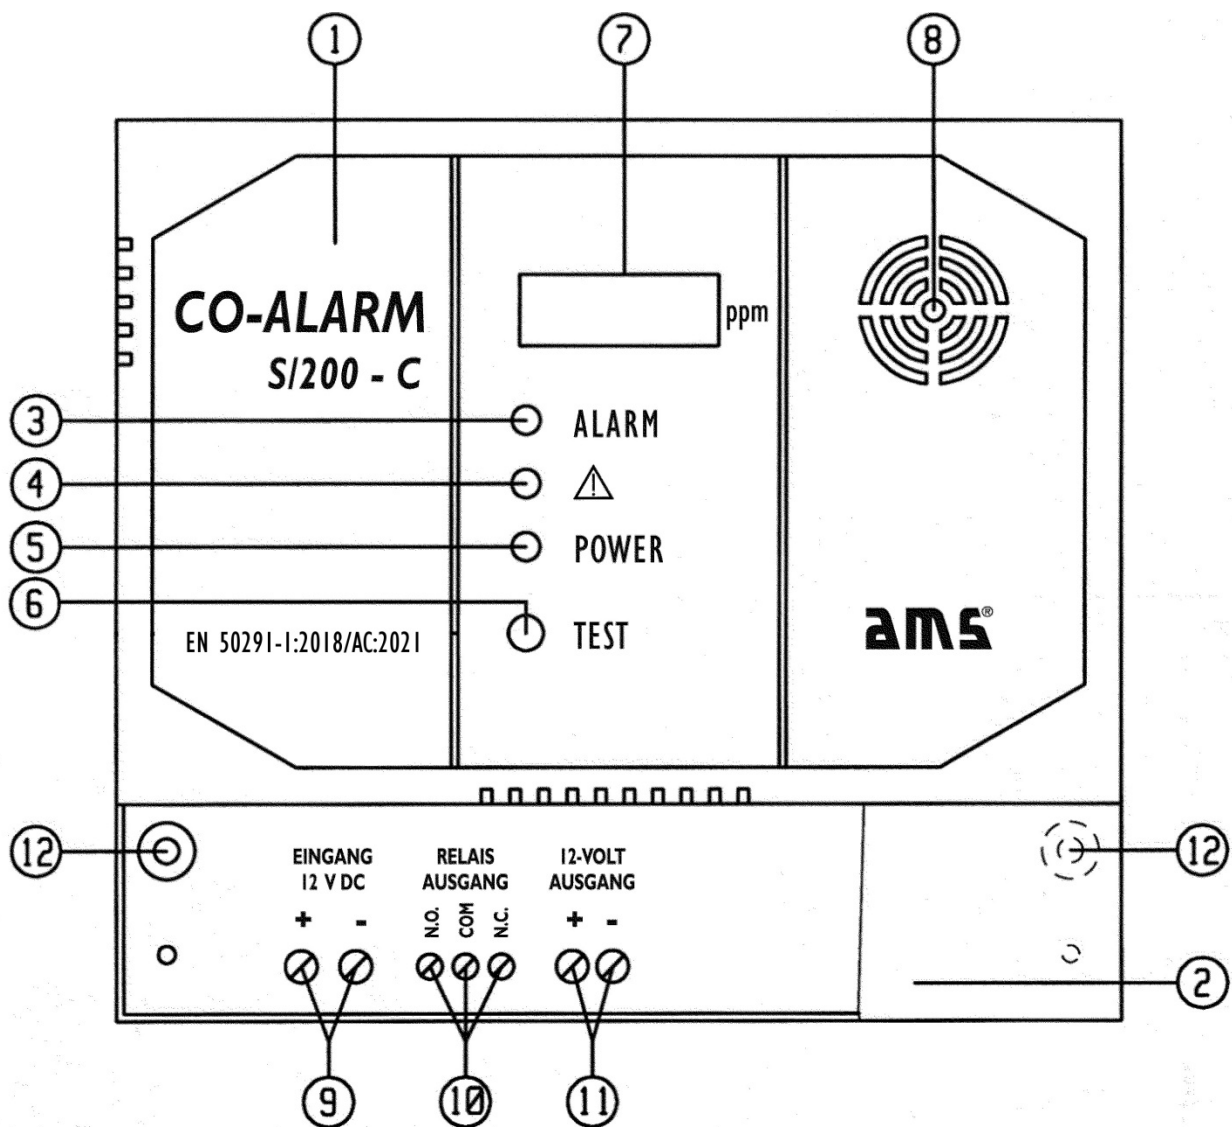 1 7 8
CO-ALARM
S/200 - C
ppm
3 ALARM
4
5 POWER
6 TEST
EN 50291-1:2018/AC:2021
ams®
12 12
EINGANG
12 V DC
+ -
RELAIS
AUSGANG
N.O. COM N.C.
12-VOLT
AUSGANG
+ -
2
9 10 11